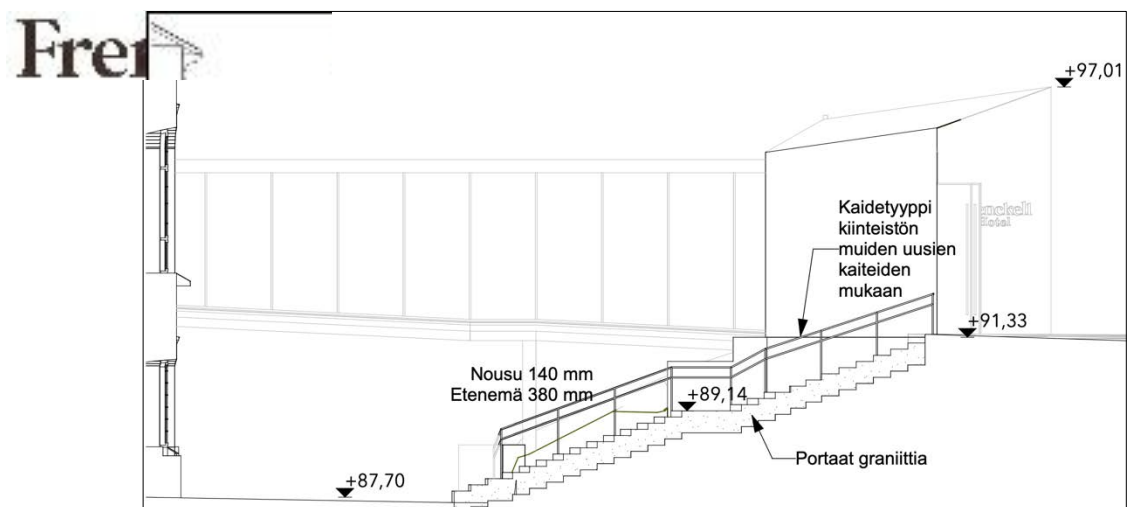 Fre
+97,01
Kaidetyyppi
kiinteistön
muiden uusien
kaiteiden
mukaan
+91,33
Nousu 140 mm
Etenemä 380 mm
+89,14
Portaat graniittia
+87,70